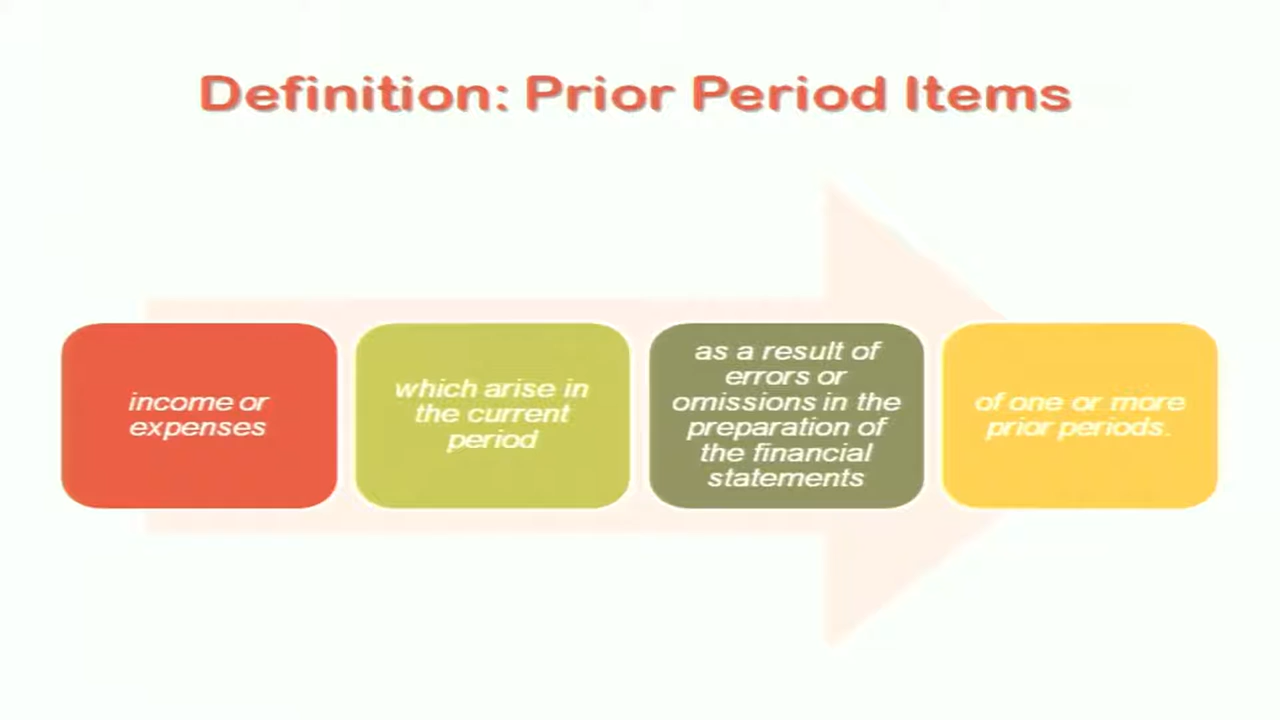 Definition: Prior Period Items
income or
expenses
which arise in
the current
period
as a result of
errors or
omissions in the
preparation of
the financial
statements
of one or more
prior periods.